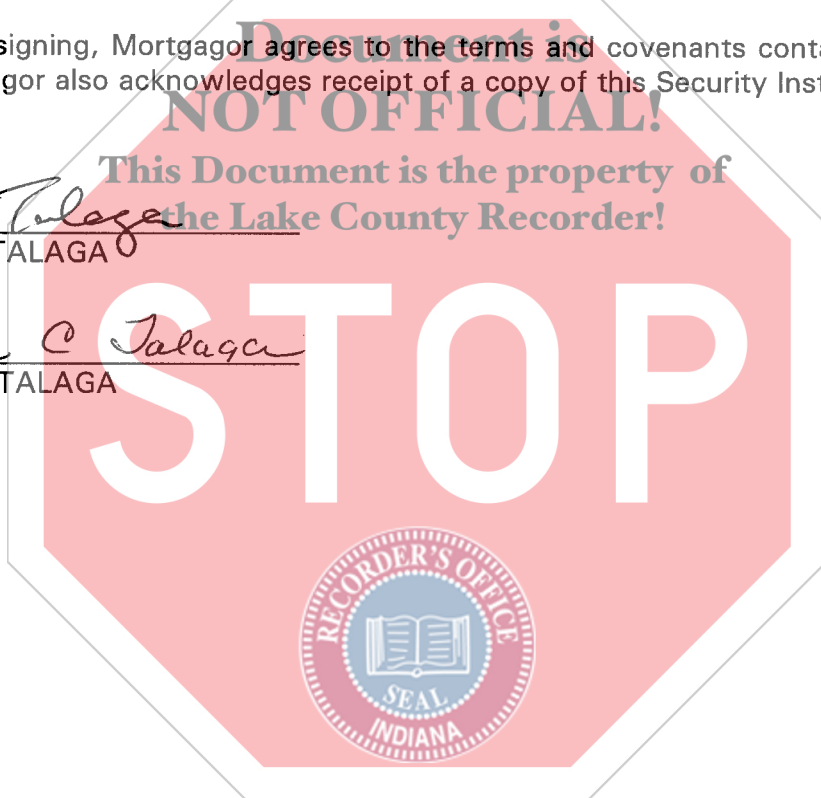 Document is
signing, Mortgagor agrees to the terms and covenants conta
gor also acknowledges receipt of a copy of this Security Inst
NOT OFFICIAL!
This Document is the property of
the Lake County Recorder!
Talaga
TALAGA
C Talaga
TALAGA
STOP
RECORDER'S OFFICE
SEAL
INDIANA